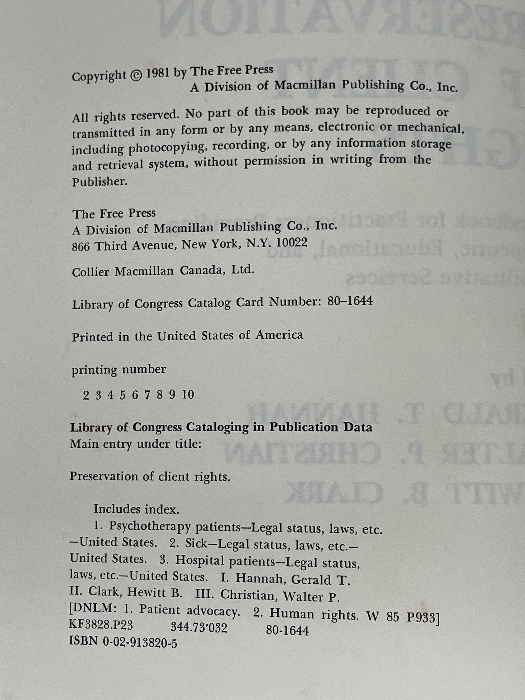 Copyright © 1981 by The Free Press
A Division of Macmillan Publishing Co., Inc.
All rights reserved. No part of this book may be reproduced or
transmitted in any form or by any means, electronic or mechanical,
including photocopying, recording, or by any information storage
and retrieval system, without permission in writing from the
Publisher.
The Free Press
A Division of Macmillan Publishing Co., Inc.
866 Third Avenue, New York, N.Y. 10022
Collier Macmillan Canada, Ltd.
Library of Congress Catalog Card Number: 80–1644
Printed in the United States of America
printing number
2 3 4 5 6 7 8 9 10
Library of Congress Cataloging in Publication Data
Main entry under title:
Preservation of client rights.
Includes index.
1. Psychotherapy patients—Legal status, laws, etc.
—United States. 2. Sick—Legal status, laws, etc.—
United States. 3. Hospital patients—Legal status,
laws, etc.—United States. I. Hannah, Gerald T.
II. Clark, Hewitt B. III. Christian, Walter P.
[DNLM: 1. Patient advocacy. 2. Human rights. W 85 P933]
KF3828.P23 344.73'032 80-1644
ISBN 0-02-913820-5